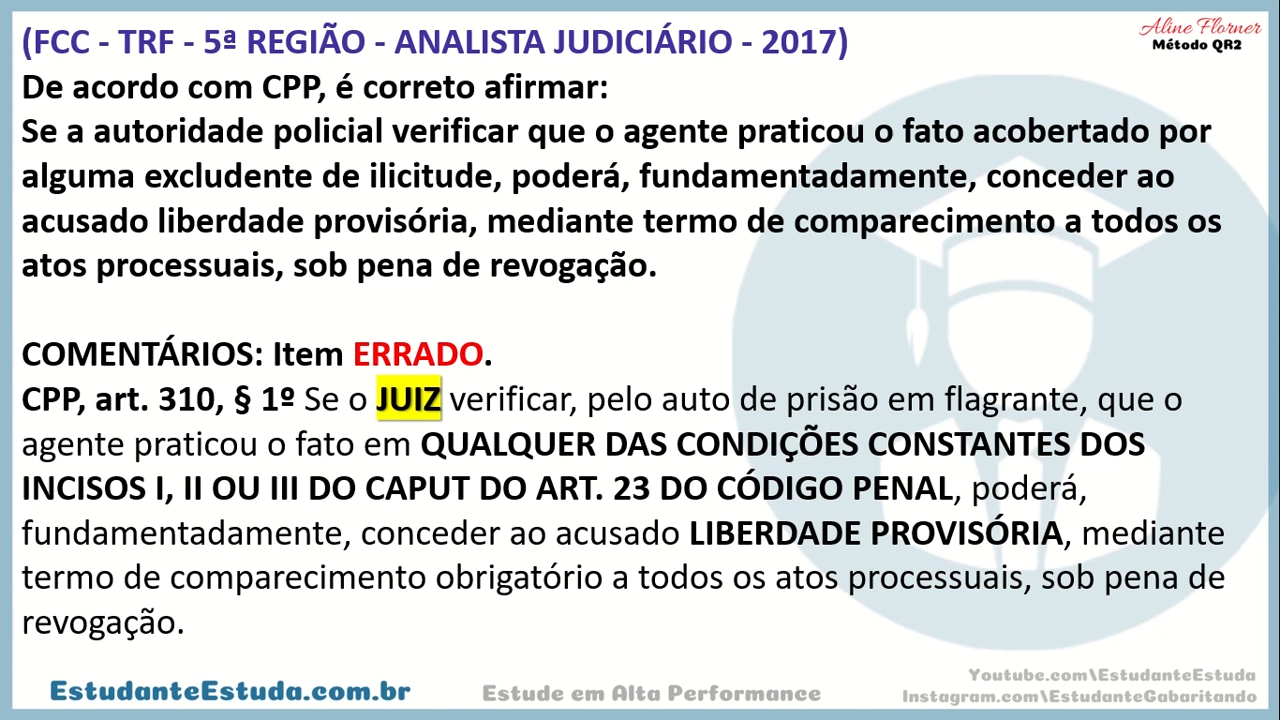 Aline Florner
Método QR2
(FCC - TRF - 5ª REGIÃO - ANALISTA JUDICIÁRIO - 2017)
De acordo com CPP, é correto afirmar:
Se a autoridade policial verificar que o agente praticou o fato acobertado por
alguma excludente de ilicitude, poderá, fundamentadamente, conceder ao
acusado liberdade provisória, mediante termo de comparecimento a todos os
atos processuais, sob pena de revogação.
COMENTÁRIOS: Item ERRADO.
CPP, art. 310, § 1º Se o JUIZ verificar, pelo auto de prisão em flagrante, que o
agente praticou o fato em QUALQUER DAS CONDIÇÕES CONSTANTES DOS
INCISOS I, II OU III DO CAPUT DO ART. 23 DO CÓDIGO PENAL, poderá,
fundamentadamente, conceder ao acusado LIBERDADE PROVISÓRIA, mediante
termo de comparecimento obrigatório a todos os atos processuais, sob pena de
revogação.
EstudanteEstuda.com.br
Estude em Alta Performance
Youtube.com\EstudanteEstuda
Instagram.com\EstudanteGabaritando